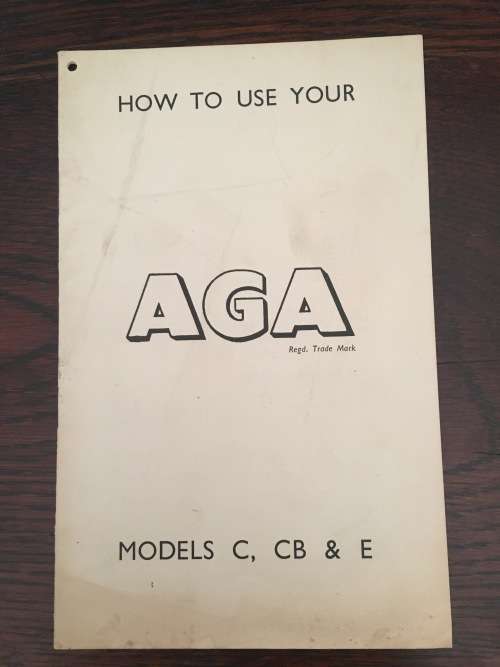 HOW TO USE YOUR
AGA
Regd. Trade Mark
MODELS C, CB & E